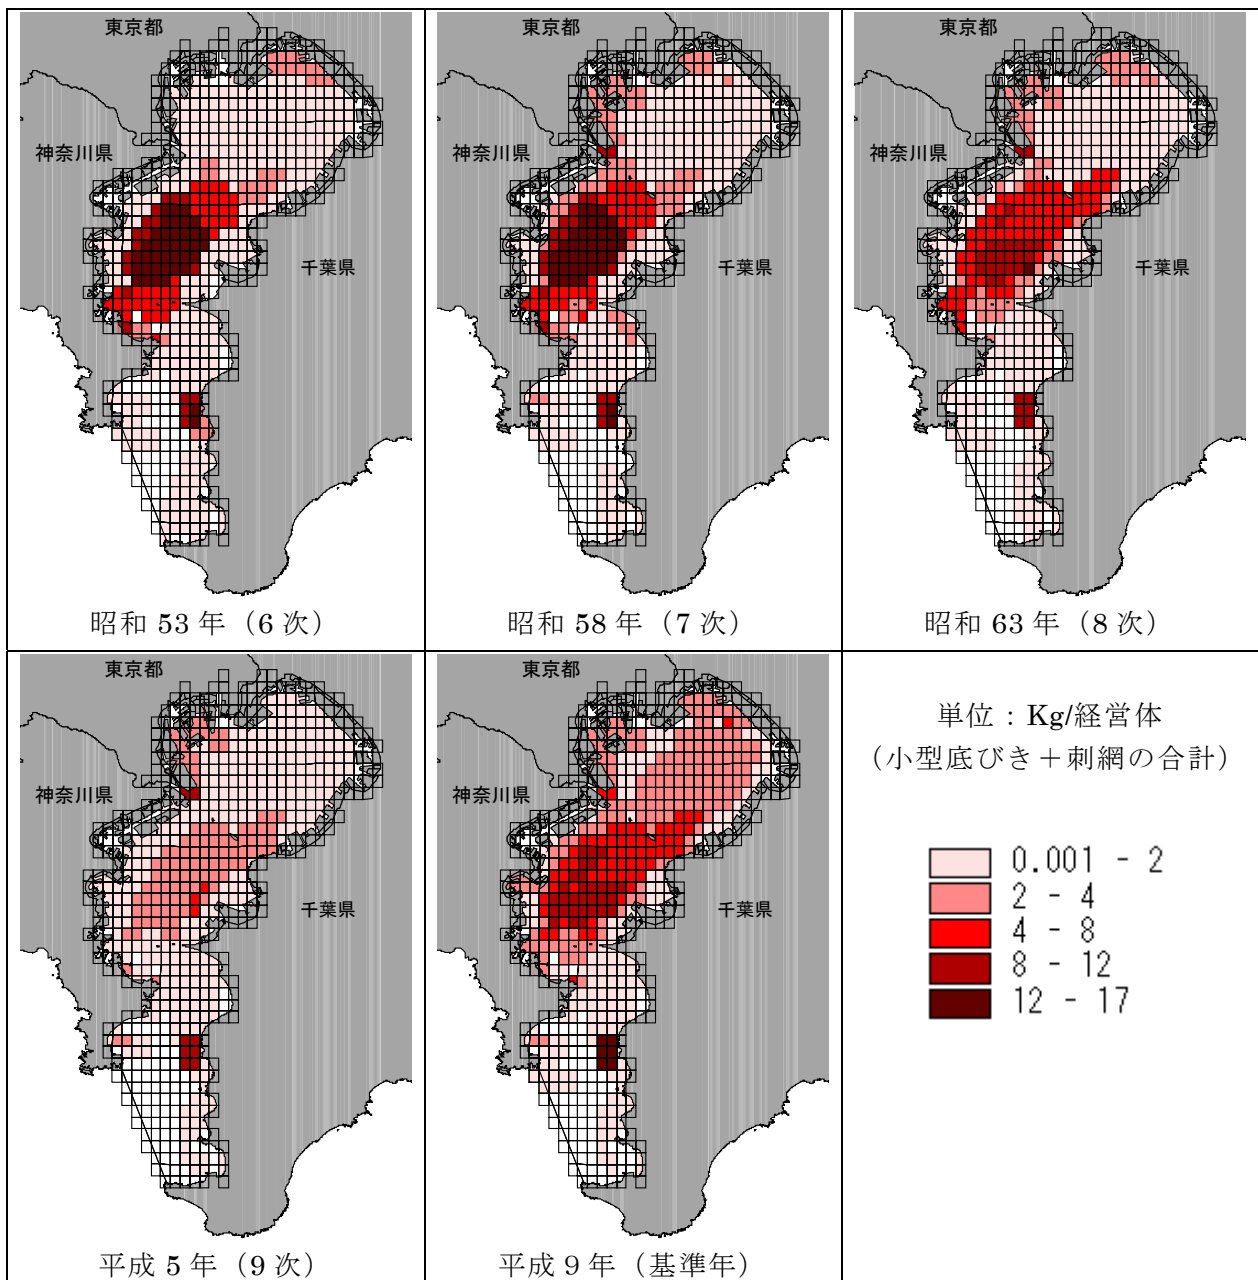 東京都
神奈川県
千葉県
昭和 53 年（6 次）
東京都
神奈川県
千葉県
昭和 58 年（7 次）
東京都
神奈川県
千葉県
昭和 63 年（8 次）
東京都
神奈川県
千葉県
平成 5 年（9 次）
東京都
神奈川県
千葉県
平成 9 年（基準年）
単位：Kg/経営体
（小型底びき＋刺網の合計）
0.001 - 2
2 - 4
4 - 8
8 - 12
12 - 17